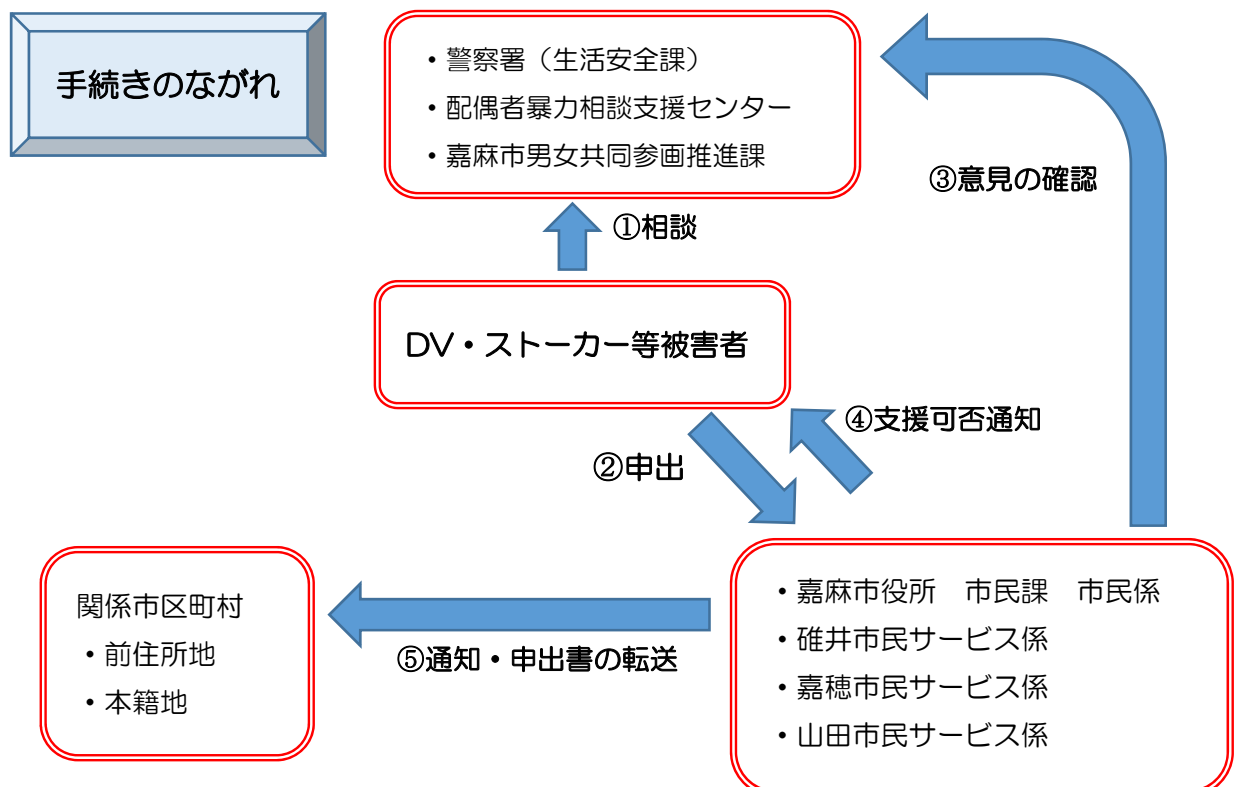 手続きのながれ
・警察署（生活安全課）
・配偶者暴力相談支援センター
・嘉麻市男女共同参画推進課
③意見の確認
①相談
DV・ストーカー等被害者
④支援可否通知
②申出
・嘉麻市役所　市民課　市民係
・碓井市民サービス係
・嘉穂市民サービス係
・山田市民サービス係
⑤通知・申出書の転送
関係市区町村
・前住所地
・本籍地